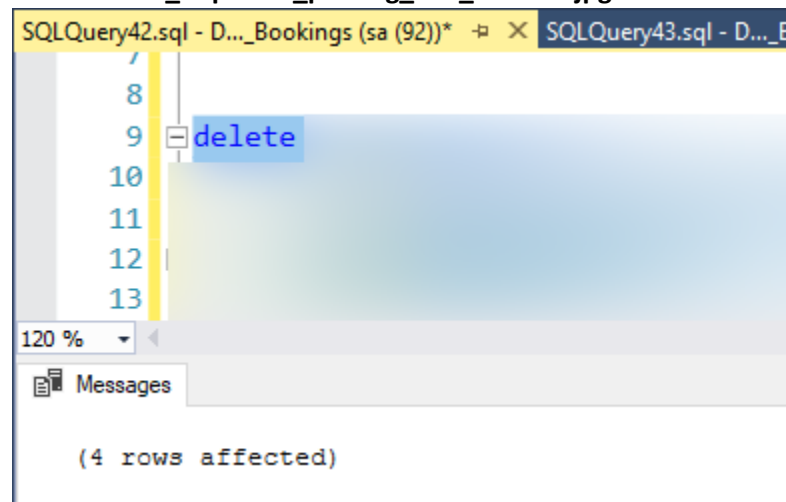 SQLQuery42.sql - D..._Bookings (sa (92))* SQLQuery43.sql - D..._B
7
8
9 delete
10
11
12
13
120 %
Messages
(4 rows affected)